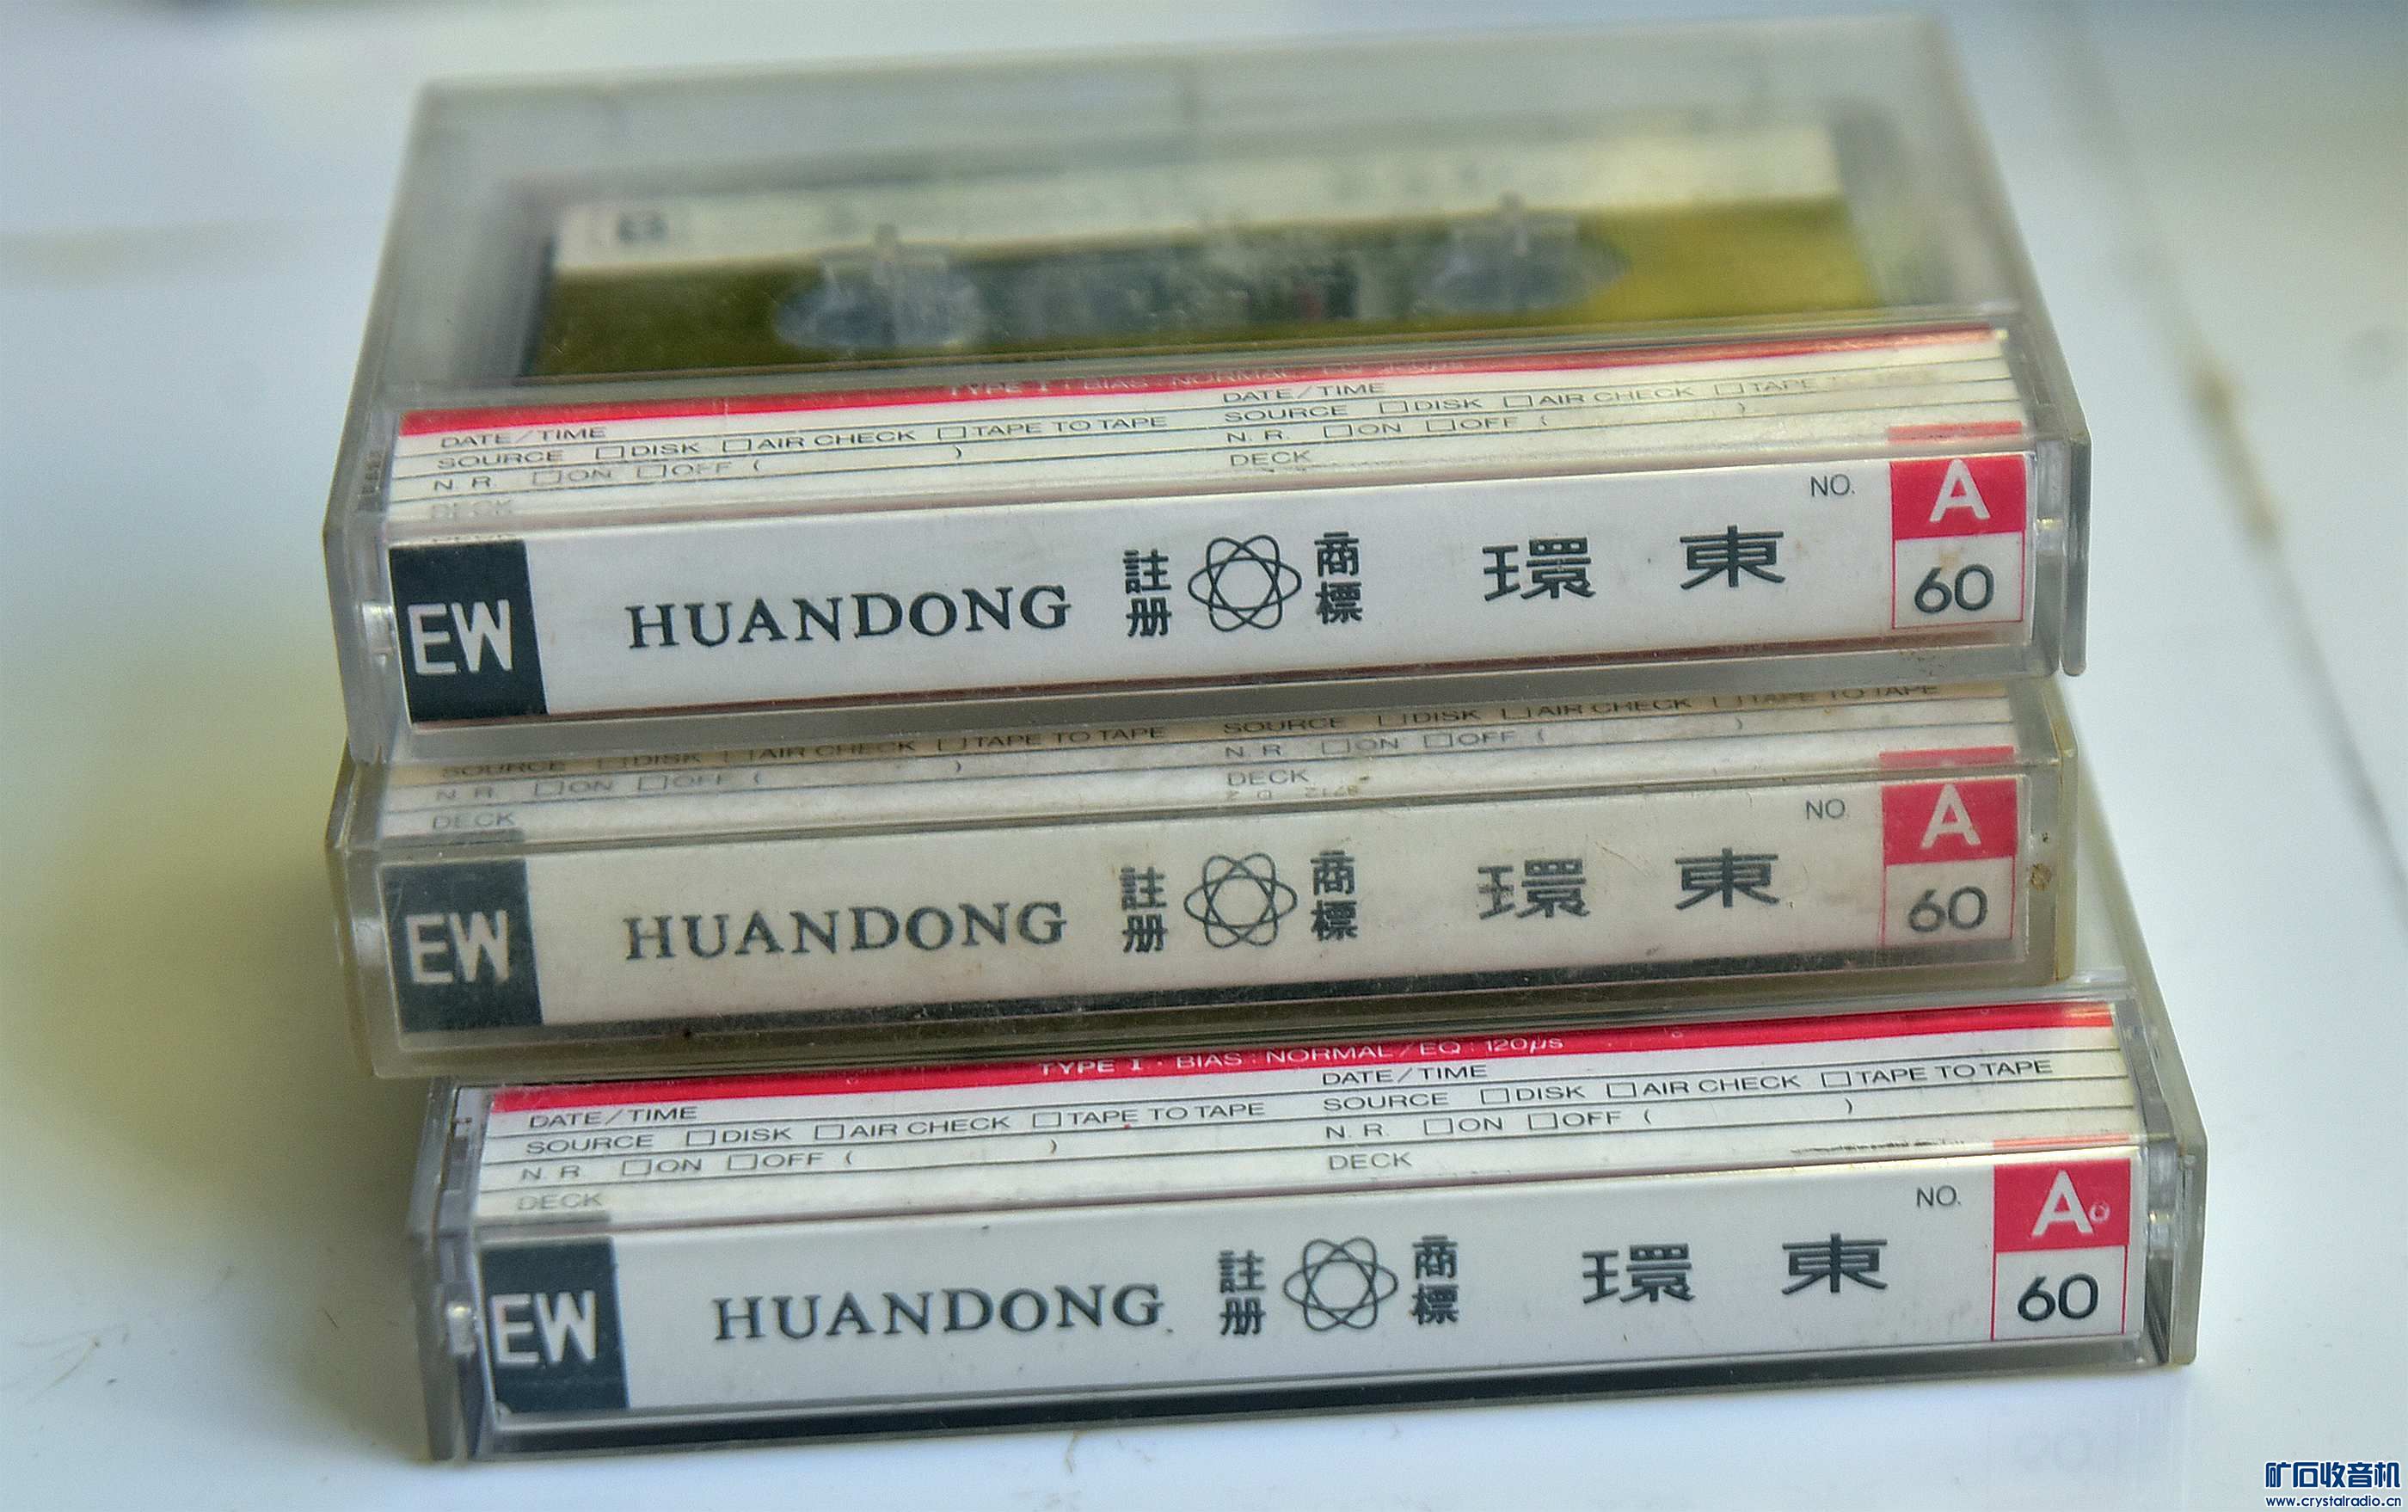 B
TYPE I · BIAS : NORMAL
DATE/TIME
DATE/TIME
SOURCE □DISK □AIR CHECK □TAPE TO TAPE
SOURCE □DISK □AIR CHECK □TAPE
N. R. □ON □OFF ( )
N. R. □ON □OFF ( )
DECK
DECK
NO. A
EW HUANDONG 註册 商標 環 東 60
SOURCE □DISK □AIR CHECK □TAPE TO TAPE
SOURCE □DISK □AIR CHECK □TAPE TO TAPE
N. R. □ON □OFF ( )
N. R. □ON □OFF ( )
DECK
DECK
NO. A
EW HUANDONG 註册 商標 環 東 60
TYPE I · BIAS : NORMAL / EQ : 120µs
DATE/TIME
DATE/TIME
SOURCE □DISK □AIR CHECK □TAPE TO TAPE
SOURCE □DISK □AIR CHECK □TAPE TO TAPE
N. R. □ON □OFF ( )
N. R. □ON □OFF ( )
DECK
DECK
NO. A
EW HUANDONG 註册 商標 環 東 60
矿石收音机
www.crystalradio.cn